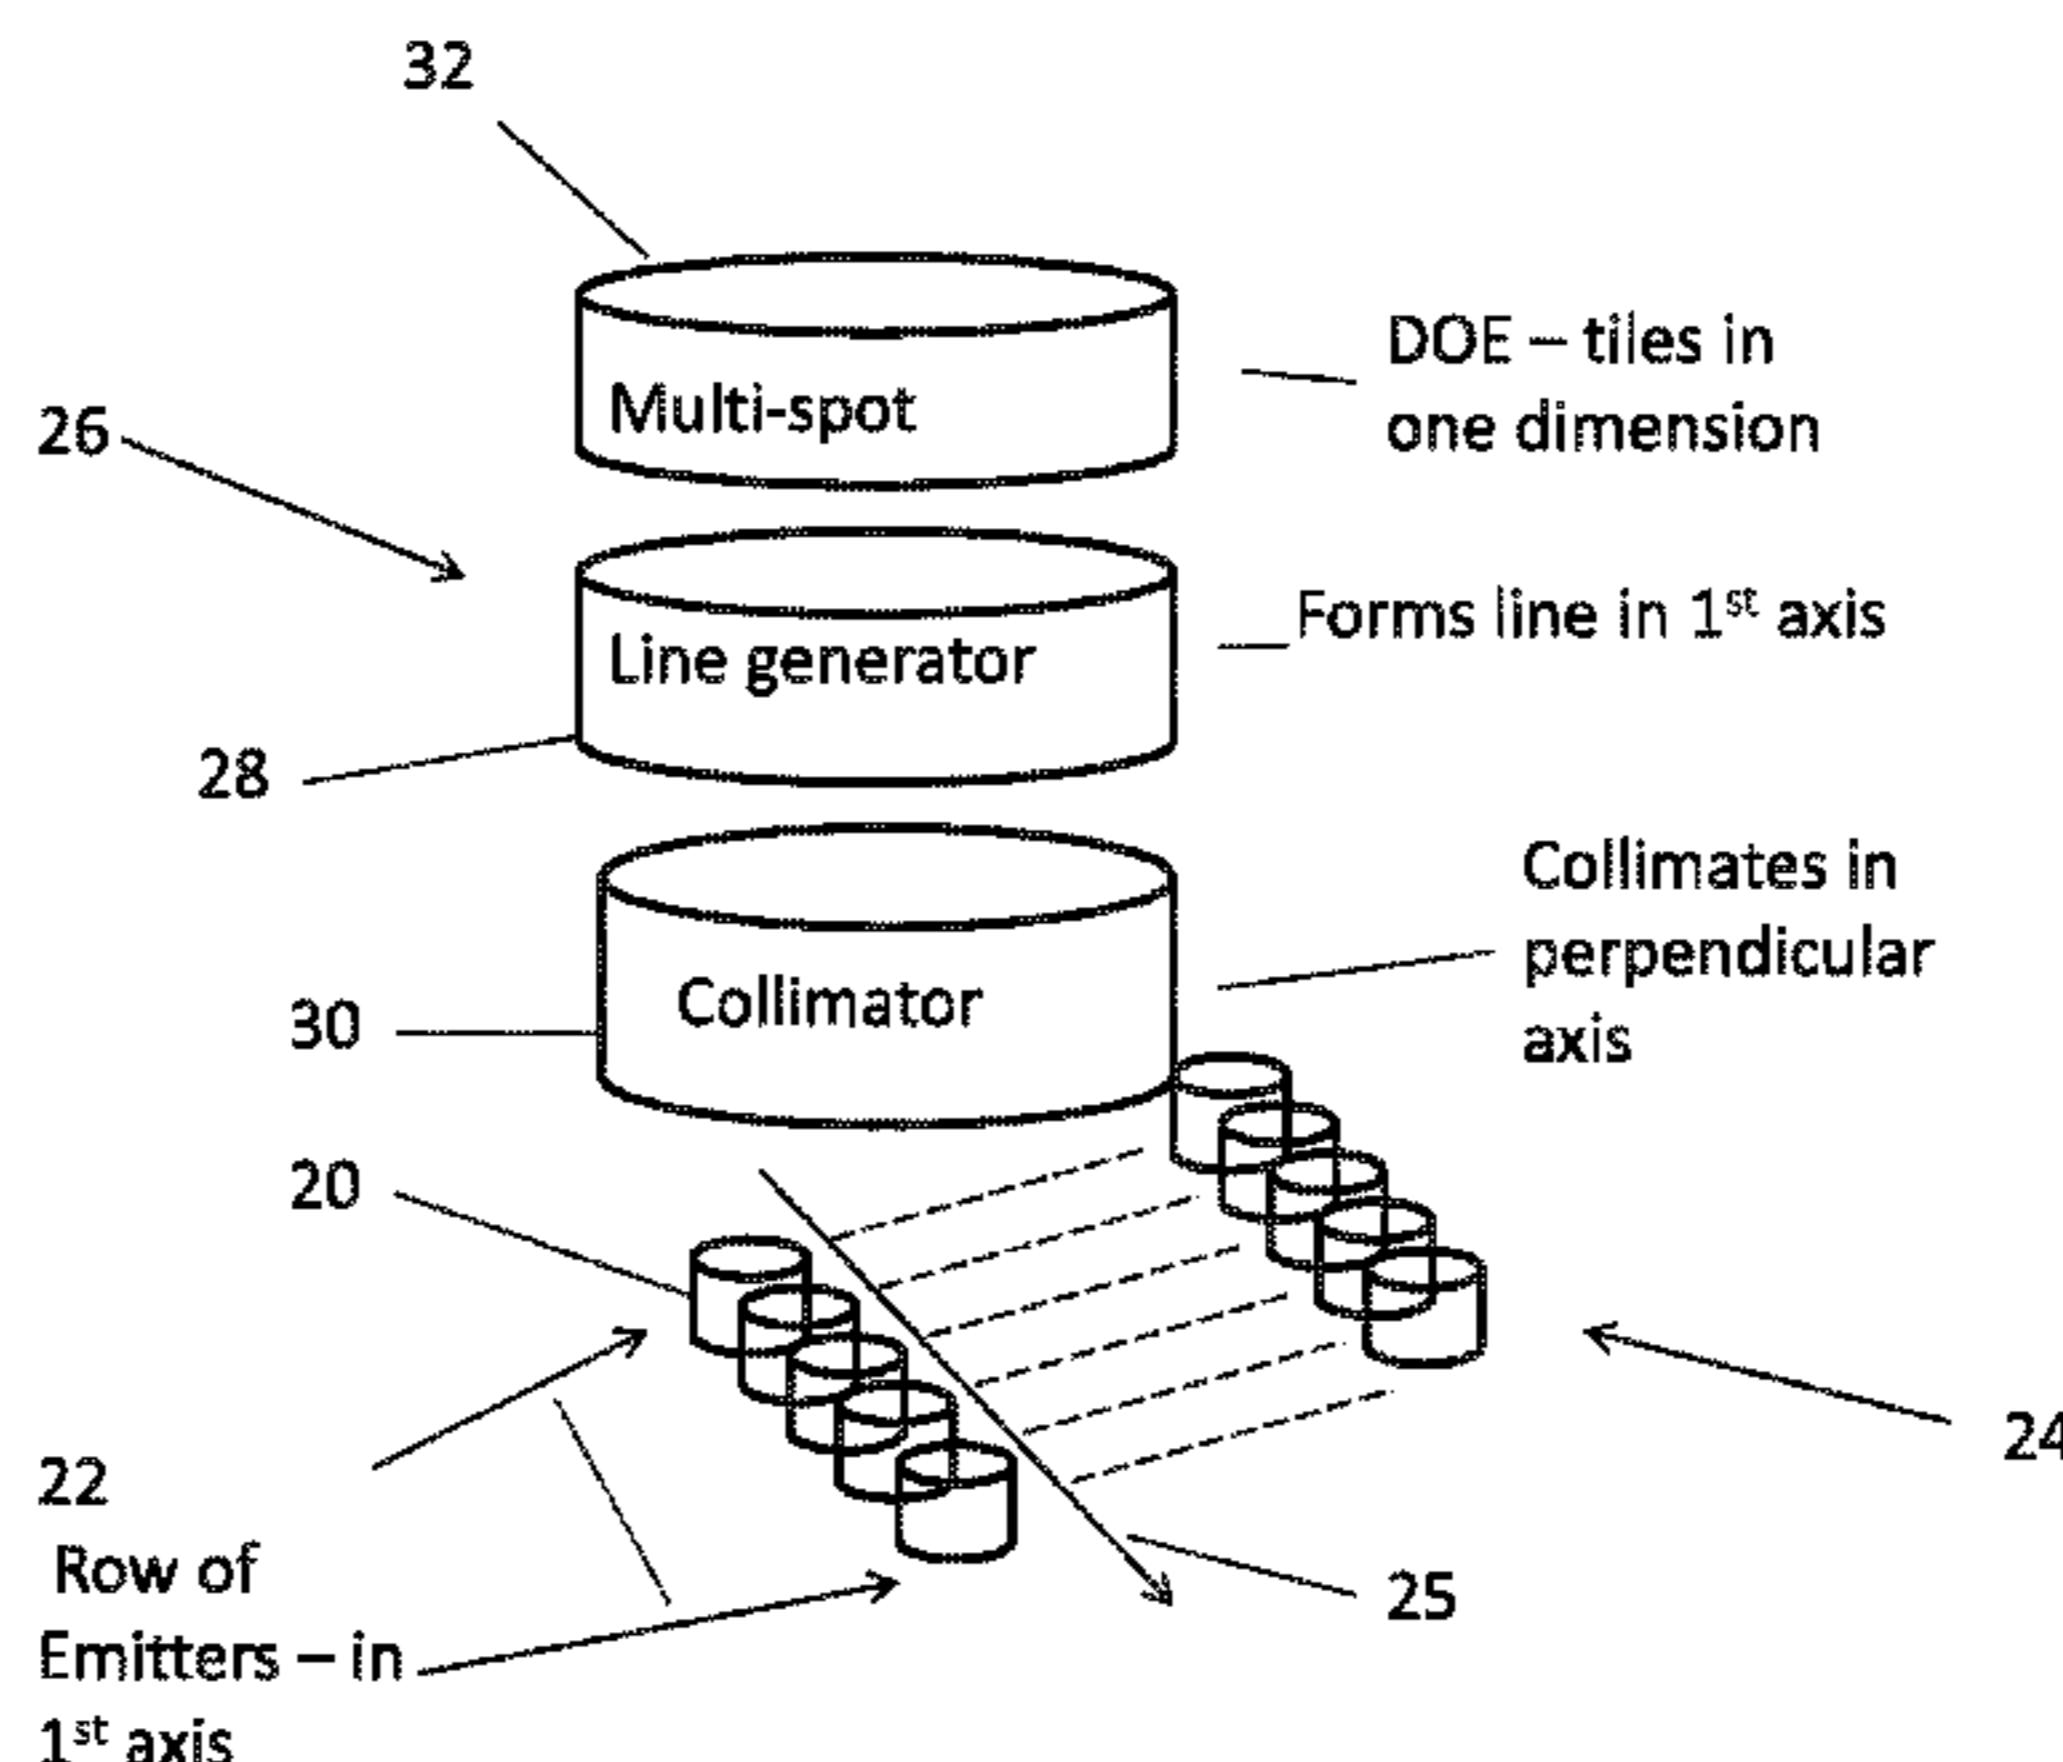 32
DOE – tiles in
one dimension
Multi-spot
26
Forms line in 1st axis
Line generator
28
Collimates in
perpendicular
axis
Collimator
30
20
24
22
Row of
Emitters – in
1st axis
25